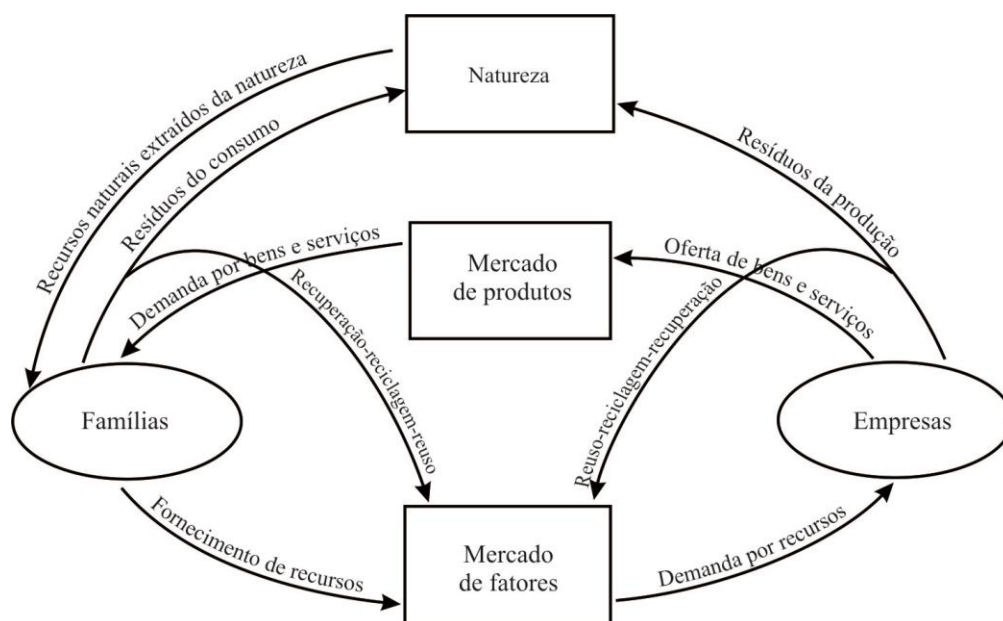 Natureza
Recursos naturais extraídos da natureza
Resíduos do consumo
Resíduos da produção
Mercado
de produtos
Demanda por bens e serviços
Oferta de bens e serviços
Recuperação-reciclagem-reuso
Reuso-reciclagem-recuperação
Famílias
Empresas
Mercado
de fatores
Fornecimento de recursos
Demanda por recursos